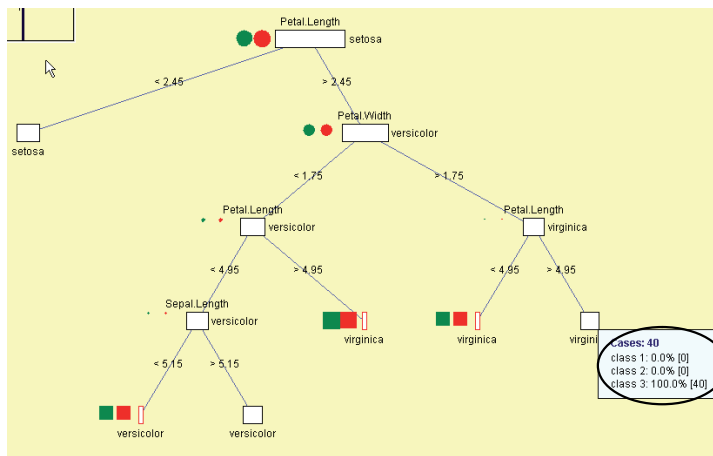 Petal.Length
setosa
< 2.45
> 2.45
Petal.Width
setosa
versicolor
< 1.75
> 1.75
Petal.Length
versicolor
Petal.Length
virginica
< 4.95
> 4.95
< 4.95
> 4.95
Sepal.Length
versicolor
virginica
virginica
virgini
Cases: 40
class 1: 0.0% [0]
class 2: 0.0% [0]
class 3: 100.0% [40]
< 5.15
> 5.15
versicolor
versicolor